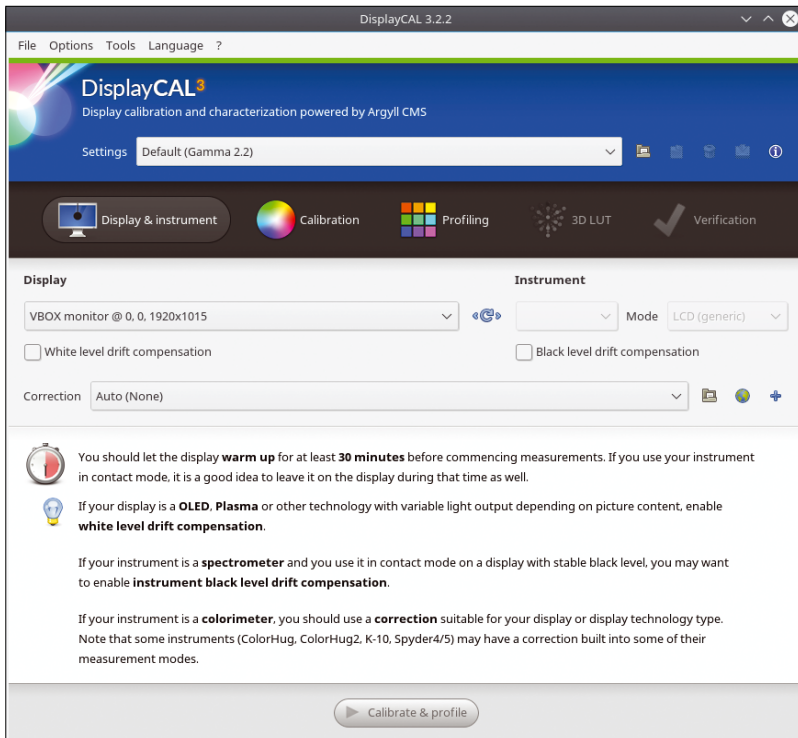 DisplayCAL 3.2.2
File Options Tools Language ?
DisplayCAL3
Display calibration and characterization powered by Argyll CMS
Settings Default (Gamma 2.2)
Display & instrument Calibration Profiling 3D LUT Verification
Display Instrument
VBOX monitor @ 0, 0, 1920x1015 Mode LCD (generic)
White level drift compensation Black level drift compensation
Correction Auto (None)
You should let the display warm up for at least 30 minutes before commencing measurements. If you use your instrument
in contact mode, it is a good idea to leave it on the display during that time as well.
If your display is a OLED, Plasma or other technology with variable light output depending on picture content, enable
white level drift compensation.
If your instrument is a spectrometer and you use it in contact mode on a display with stable black level, you may want
to enable instrument black level drift compensation.
If your instrument is a colorimeter, you should use a correction suitable for your display or display technology type.
Note that some instruments (ColorHug, ColorHug2, K-10, Spyder4/5) may have a correction built into some of their
measurement modes.
Calibrate & profile